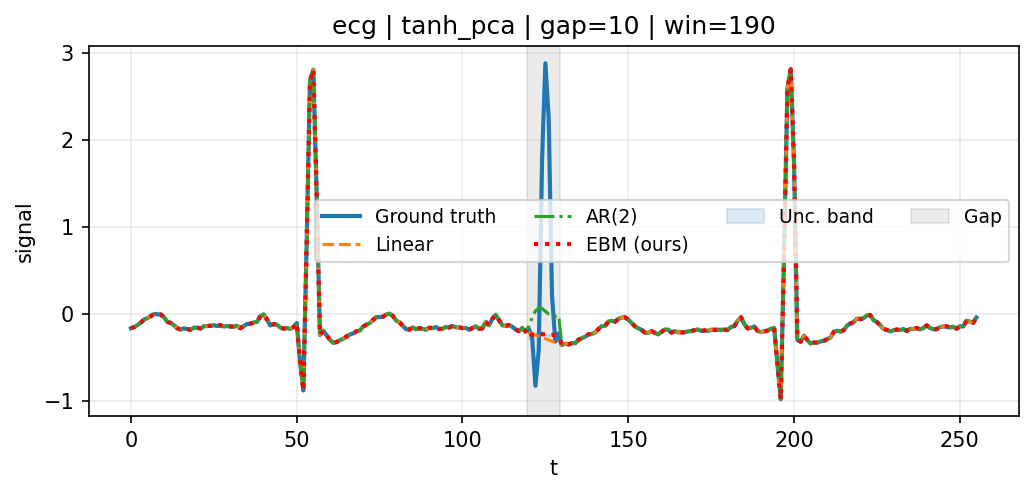 ecg | tanh_pca | gap=10 | win=190
3
2
1
0
−1
signal
Ground truth
Linear
AR(2)
EBM (ours)
Unc. band
Gap
0 50 100 150 200 250
t